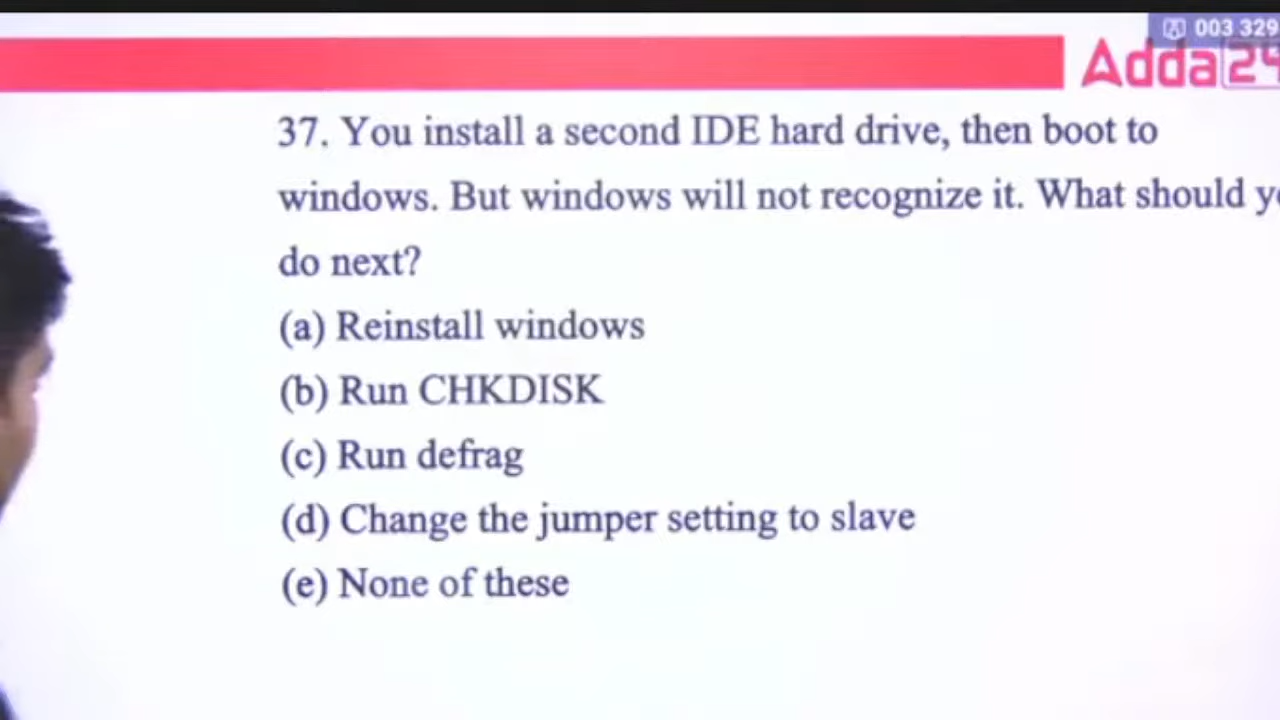 003 329
Adda24
37. You install a second IDE hard drive, then boot to
windows. But windows will not recognize it. What should
do next?
(a) Reinstall windows
(b) Run CHKDISK
(c) Run defrag
(d) Change the jumper setting to slave
(e) None of these